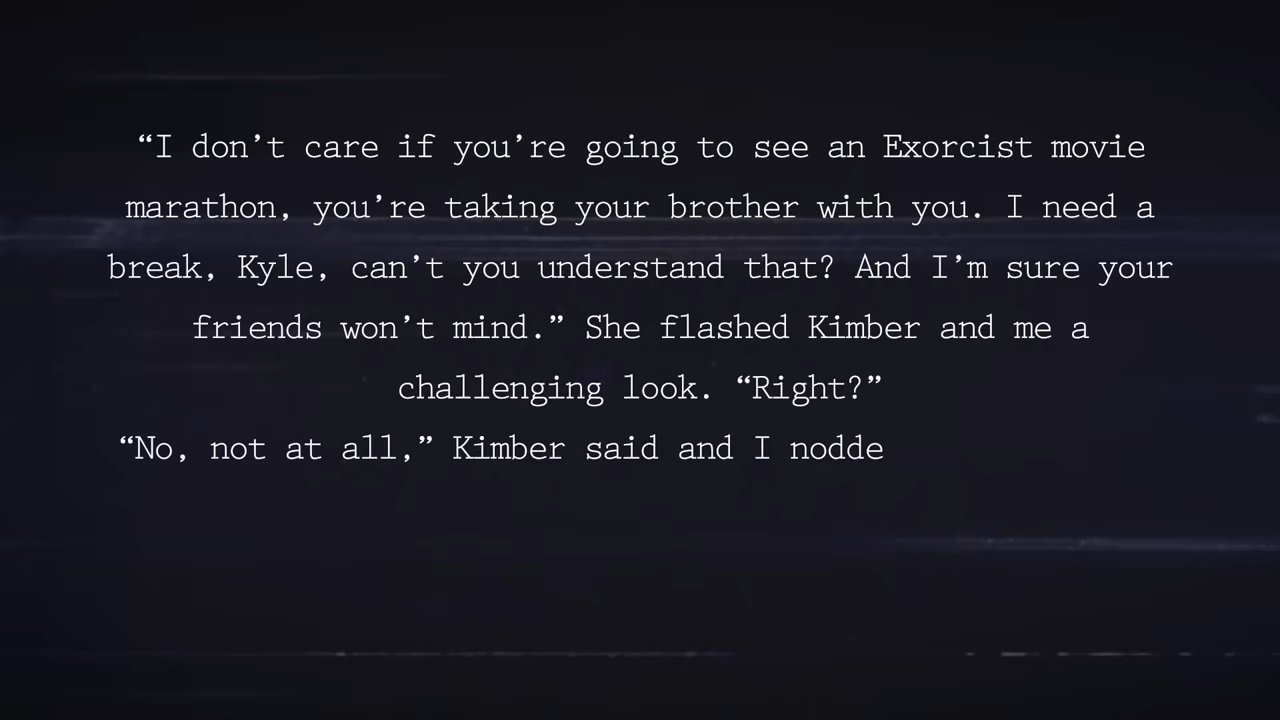 “I don’t care if you’re going to see an Exorcist movie
marathon, you’re taking your brother with you. I need a
break, Kyle, can’t you understand that? And I’m sure your
friends won’t mind.” She flashed Kimber and me a
challenging look. “Right?”
“No, not at all,” Kimber said and I nodde